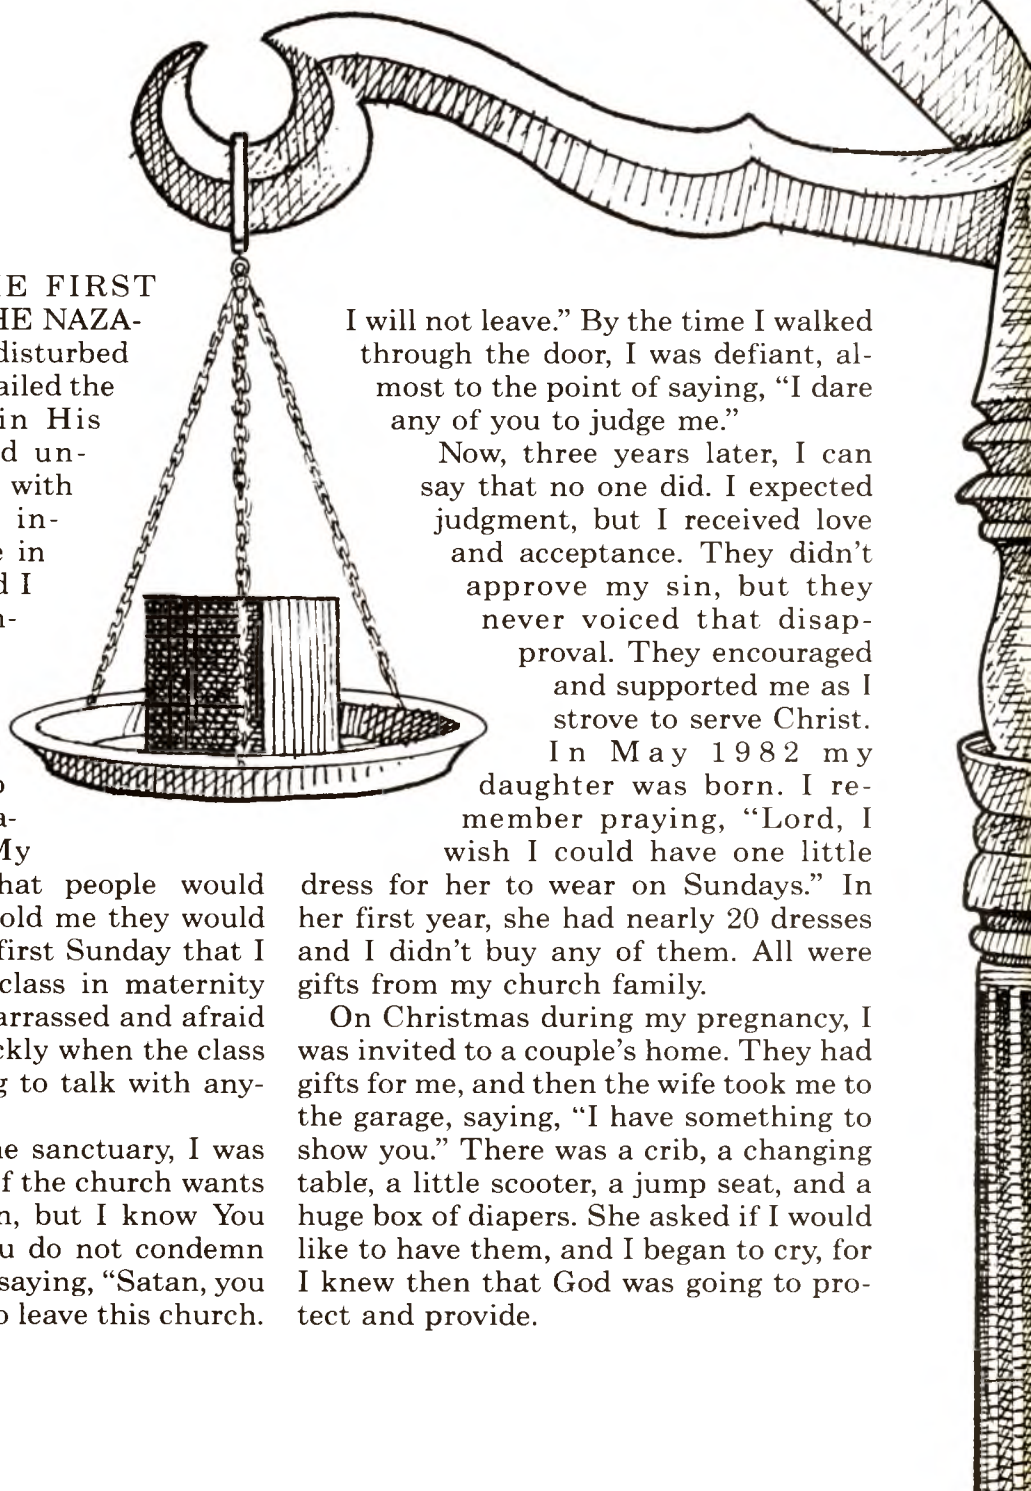 E FIRST
HE NAZA-
disturbed
ailed the
in His
d un-
with
in-
e in
d I
-
My
hat people would
old me they would
first Sunday that I
class in maternity
arrassed and afraid
ckly when the class
g to talk with any-
ne sanctuary, I was
f the church wants
n, but I know You
u do not condemn
saying, “Satan, you
o leave this church.
I will not leave.” By the time I walked
through the door, I was defiant, al-
most to the point of saying, “I dare
any of you to judge me.”
Now, three years later, I can
say that no one did. I expected
judgment, but I received love
and acceptance. They didn’t
approve my sin, but they
never voiced that disap-
proval. They encouraged
and supported me as I
strove to serve Christ.
In May 1982 my
daughter was born. I re-
member praying, “Lord, I
wish I could have one little
dress for her to wear on Sundays.” In
her first year, she had nearly 20 dresses
and I didn’t buy any of them. All were
gifts from my church family.
On Christmas during my pregnancy, I
was invited to a couple’s home. They had
gifts for me, and then the wife took me to
the garage, saying, “I have something to
show you.” There was a crib, a changing
table, a little scooter, a jump seat, and a
huge box of diapers. She asked if I would
like to have them, and I began to cry, for
I knew then that God was going to pro-
tect and provide.